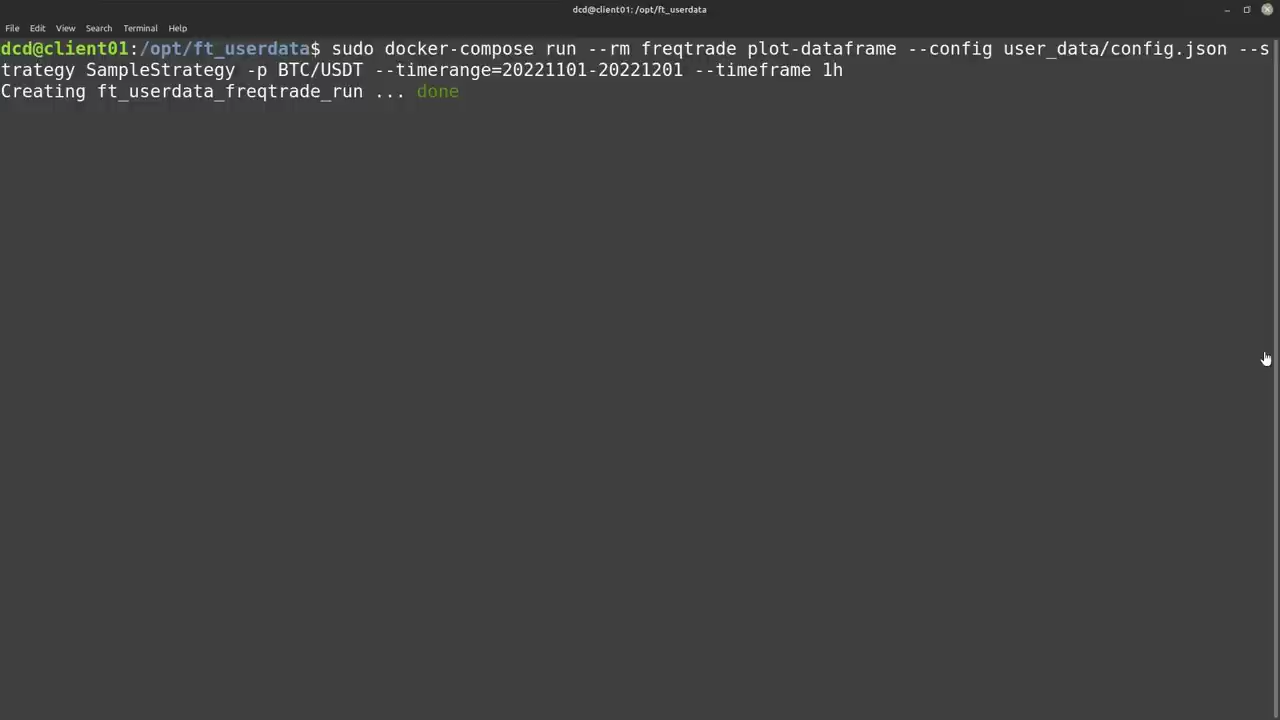 dcd@client01: /opt/ft_userdata
File Edit View Search Terminal Help
dcd@client01:/opt/ft_userdata$ sudo docker-compose run --rm freqtrade plot-dataframe --config user_data/config.json --s
trategy SampleStrategy -p BTC/USDT --timerange=20221101-20221201 --timeframe 1h
Creating ft_userdata_freqtrade_run ... done